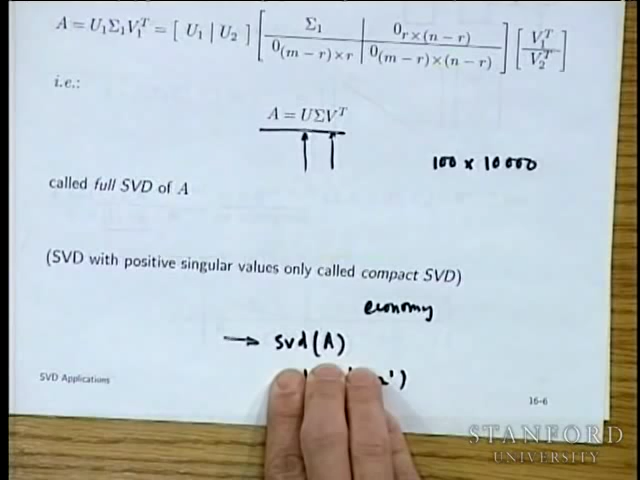 A = U₁Σ₁V₁ᵀ = [ U₁ | U₂ ] [ Σ₁ | 0r×(n−r) / 0(m−r)×r | 0(m−r)×(n−r) ] [ V₁ᵀ / V₂ᵀ ]
i.e.:
A = UΣVᵀ
100 x 10000
called full SVD of A
(SVD with positive singular values only called compact SVD)
economy
svd(A)
')
SVD Applications
16-6
STANFORD
UNIVERSITY